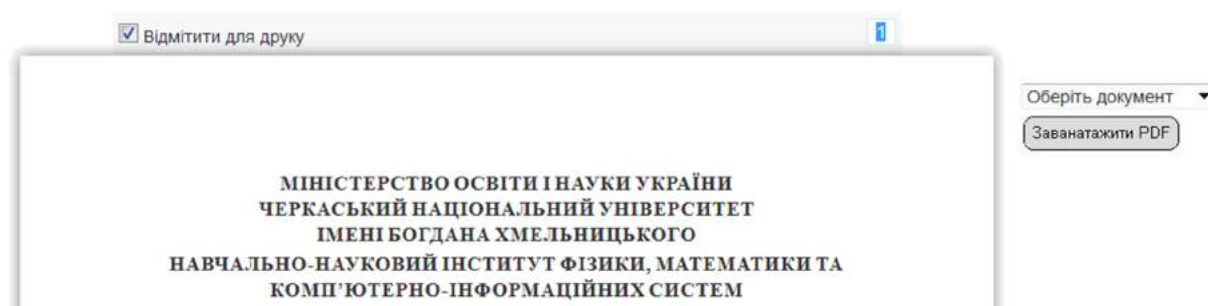 Відмітити для друку 1
Оберіть документ
Заванатажити PDF
МІНІСТЕРСТВО ОСВІТИ І НАУКИ УКРАЇНИ
ЧЕРКАСЬКИЙ НАЦІОНАЛЬНИЙ УНІВЕРСИТЕТ
ІМЕНІ БОГДАНА ХМЕЛЬНИЦЬКОГО
НАВЧАЛЬНО-НАУКОВИЙ ІНСТИТУТ ФІЗИКИ, МАТЕМАТИКИ ТА
КОМП’ЮТЕРНО-ІНФОРМАЦІЙНИХ СИСТЕМ